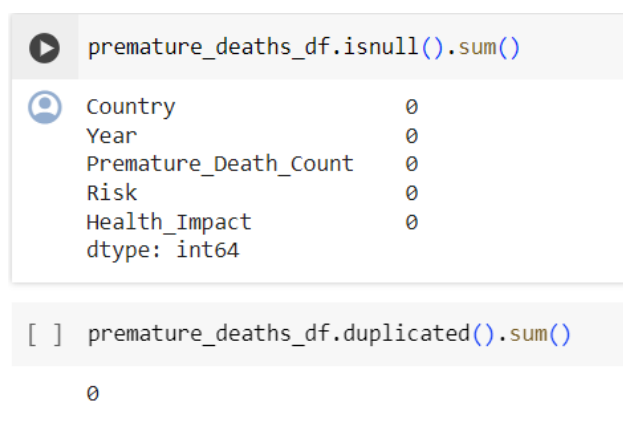 premature_deaths_df.isnull().sum()
Country 0
Year 0
Premature_Death_Count 0
Risk 0
Health_Impact 0
dtype: int64
[ ] premature_deaths_df.duplicated().sum()
0